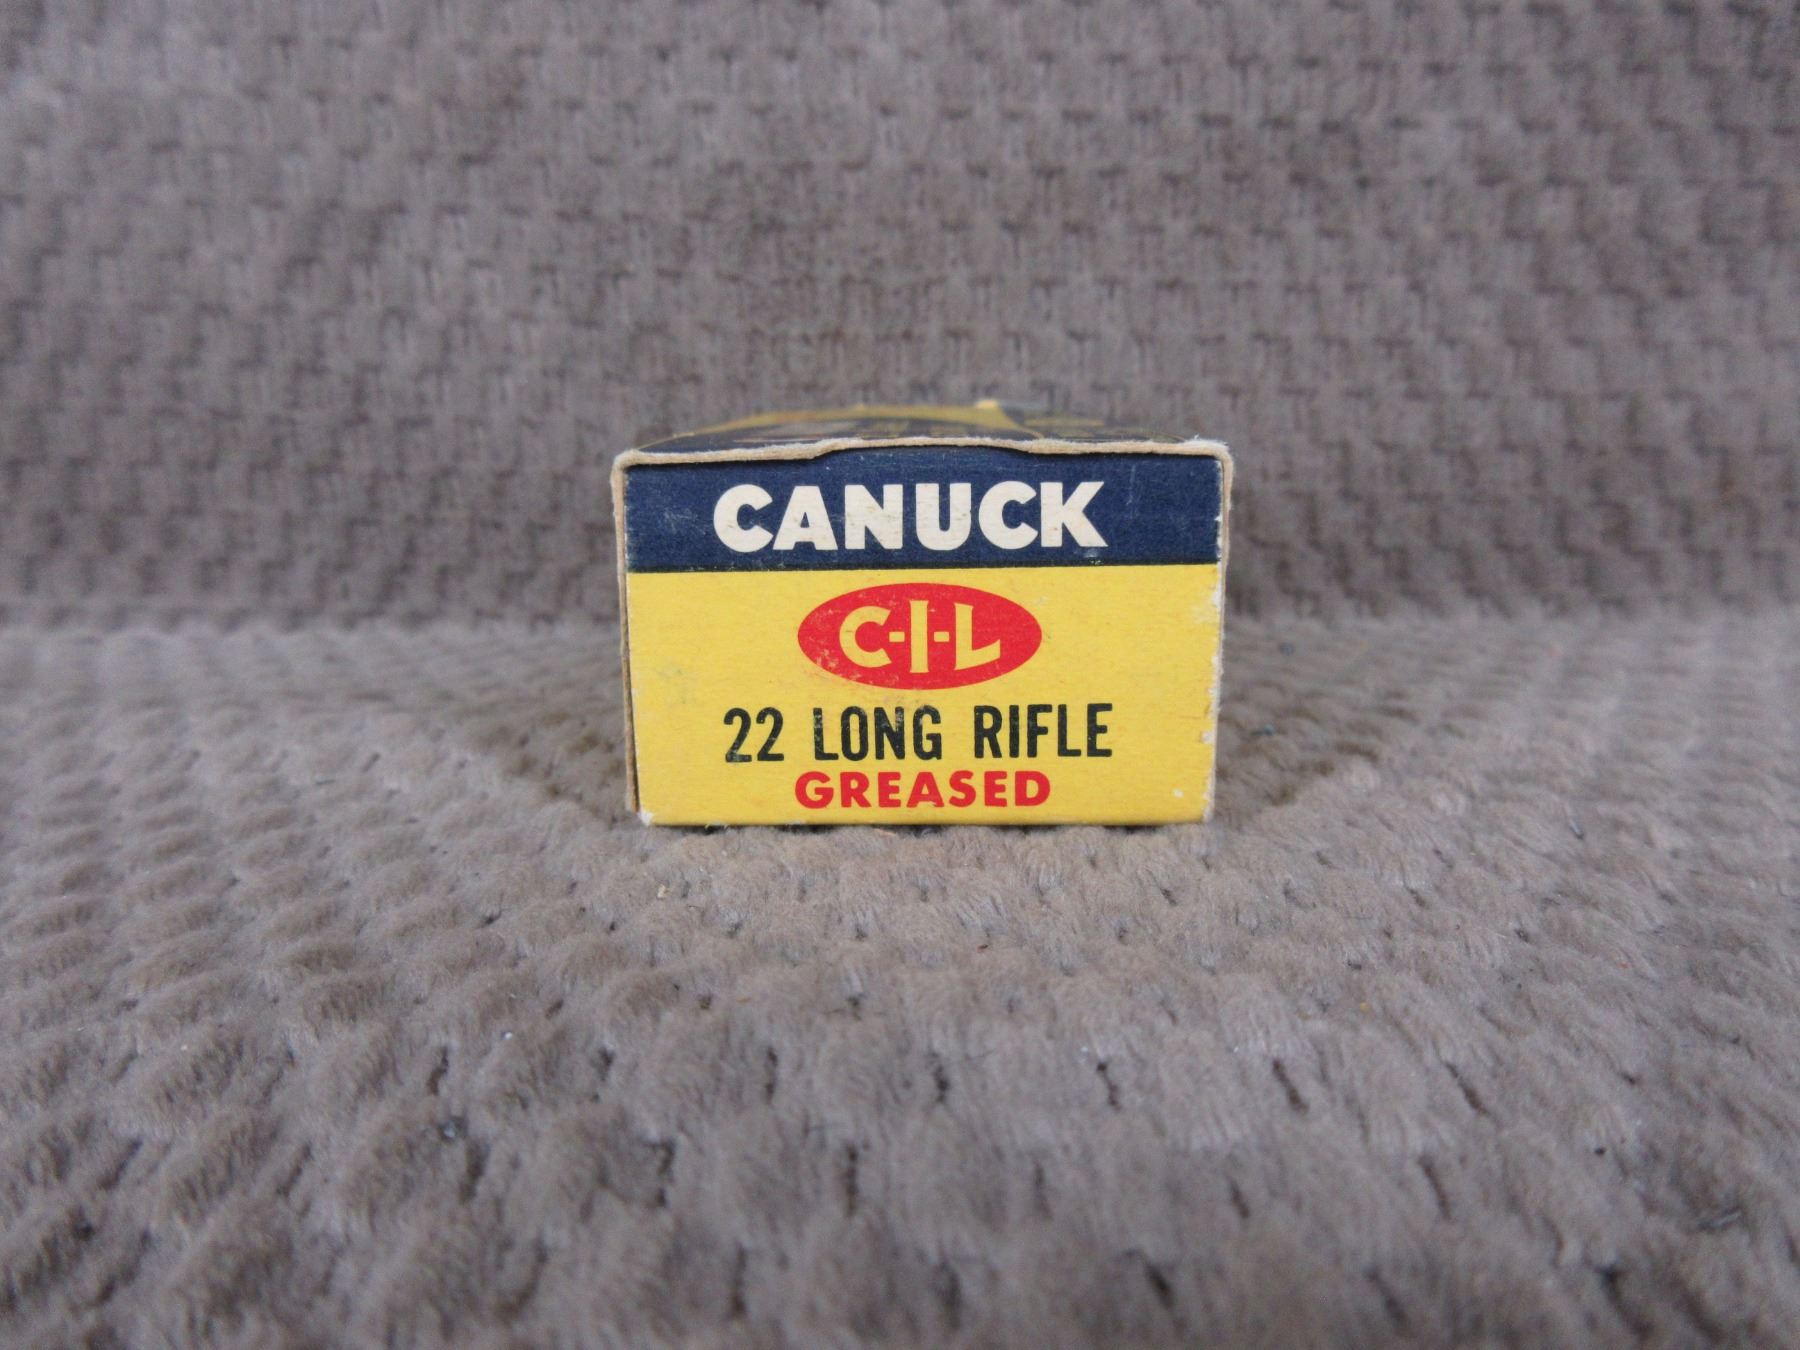 CANUCK
C-I-L
22 LONG RIFLE
GREASED